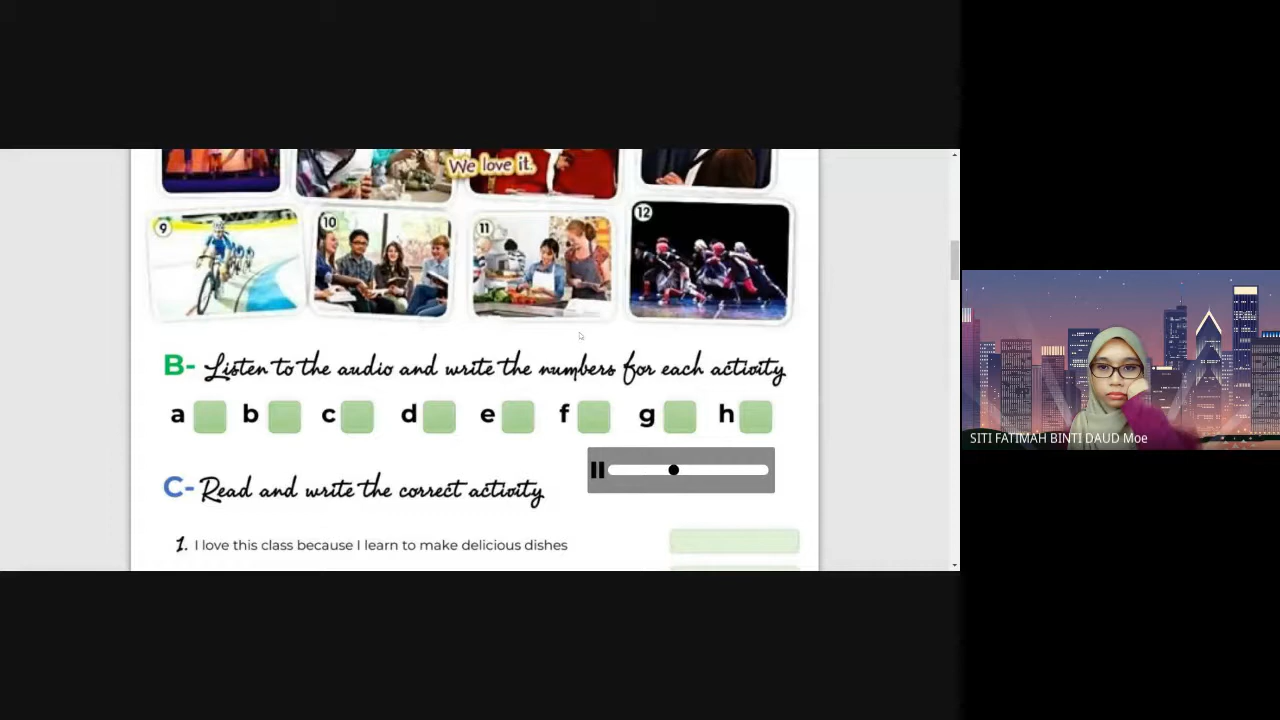 We love it.
9
10
11
12
B- Listen to the audio and write the numbers for each activity
a b c d e f g h
C- Read and write the correct activity
1. I love this class because I learn to make delicious dishes
SITI FATIMAH BINTI DAUD Moe